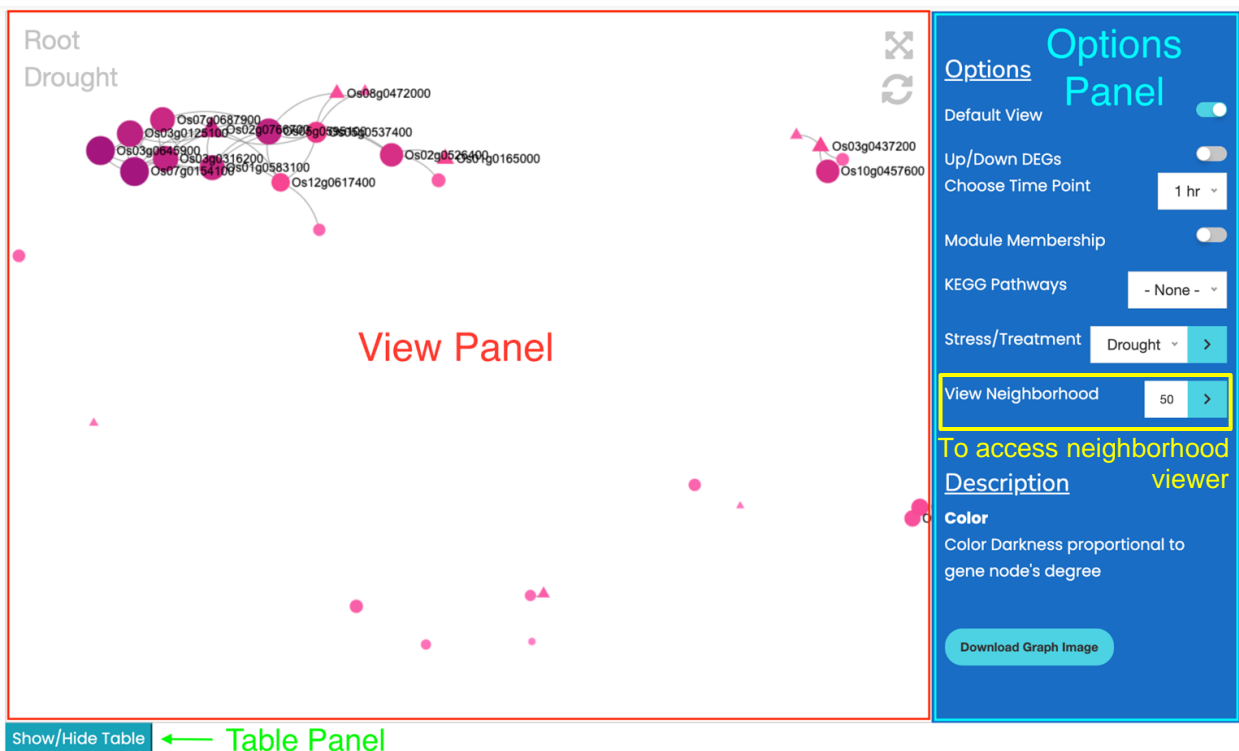 Root
Drought
Os08g0472000
Os07g0687900
Os03g0125100
Os02g0766700
Os05g0537400
Os03g0645900
Os03g0316200
Os02g0526400
Os01g0165000
Os07g0154100
Os01g0583100
Os12g0617400
Os03g0437200
Os10g0457600
View Panel
Options
Panel
Options
Default View
Up/Down DEGs
Choose Time Point
1 hr
Module Membership
KEGG Pathways
- None -
Stress/Treatment
Drought
>
View Neighborhood
50
>
To access neighborhood
viewer
Description
Color
Color Darkness proportional to
gene node's degree
Download Graph Image
Show/Hide Table
Table Panel